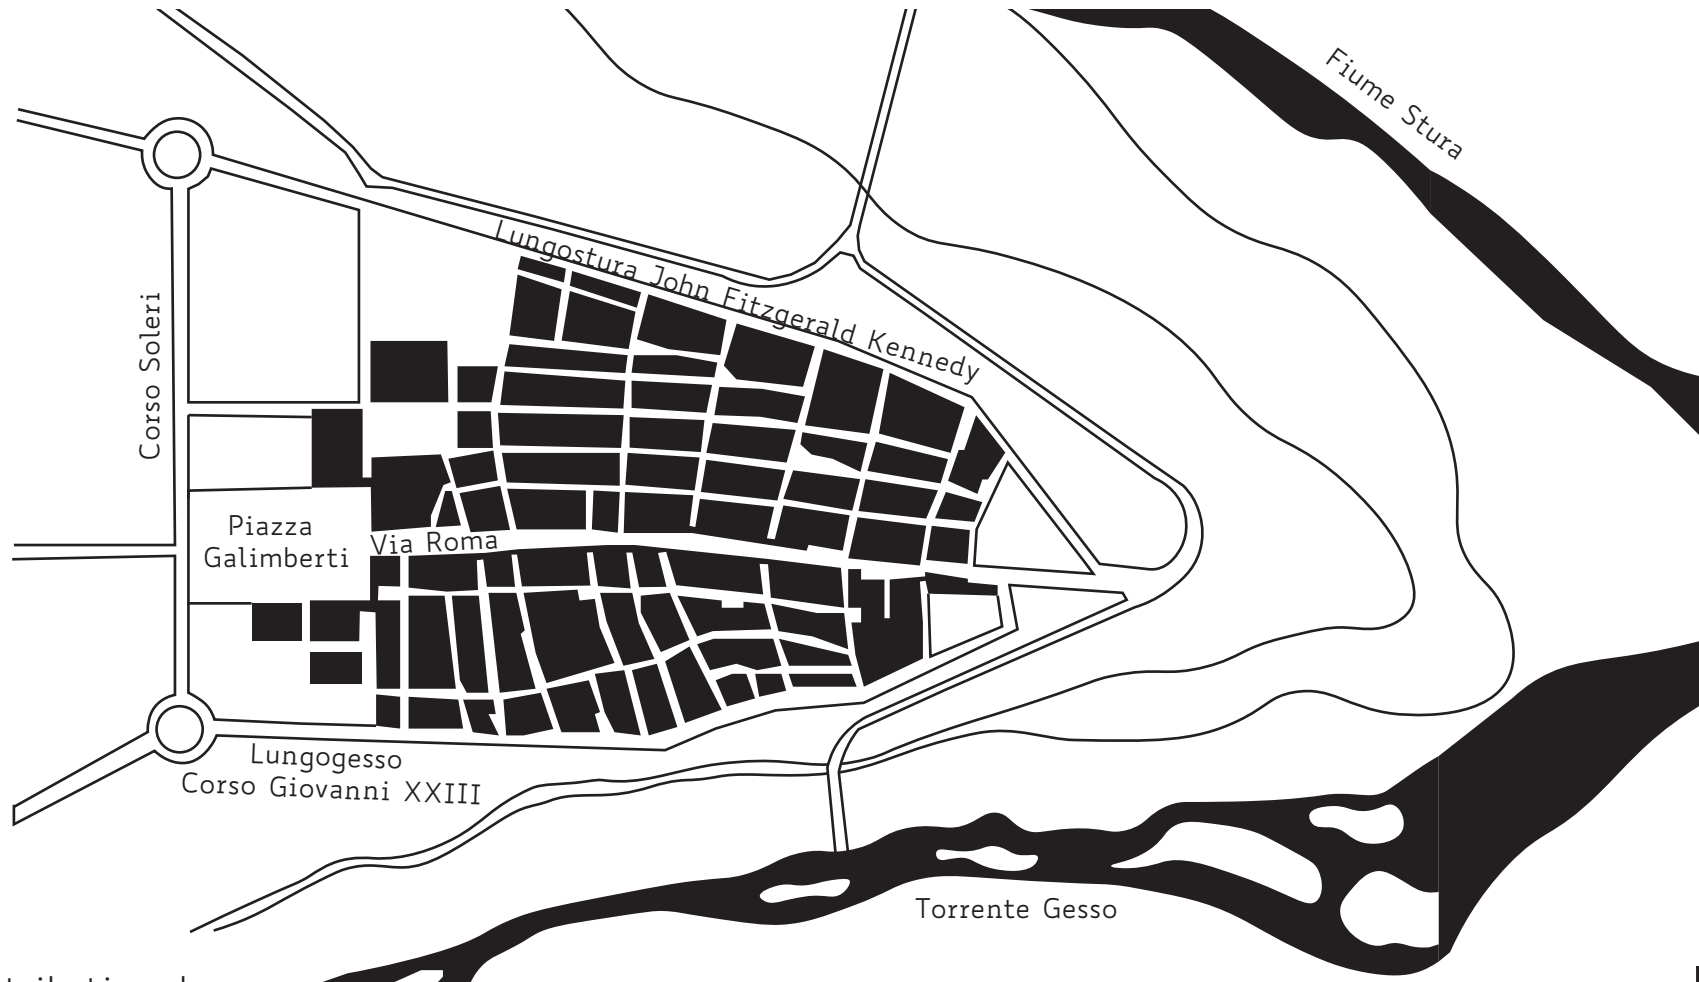 Fiume Stura
Lungostura John Fitzgerald Kennedy
Corso Soleri
Piazza
Galimberti
Via Roma
Lungogesso
Corso Giovanni XXIII
Torrente Gesso